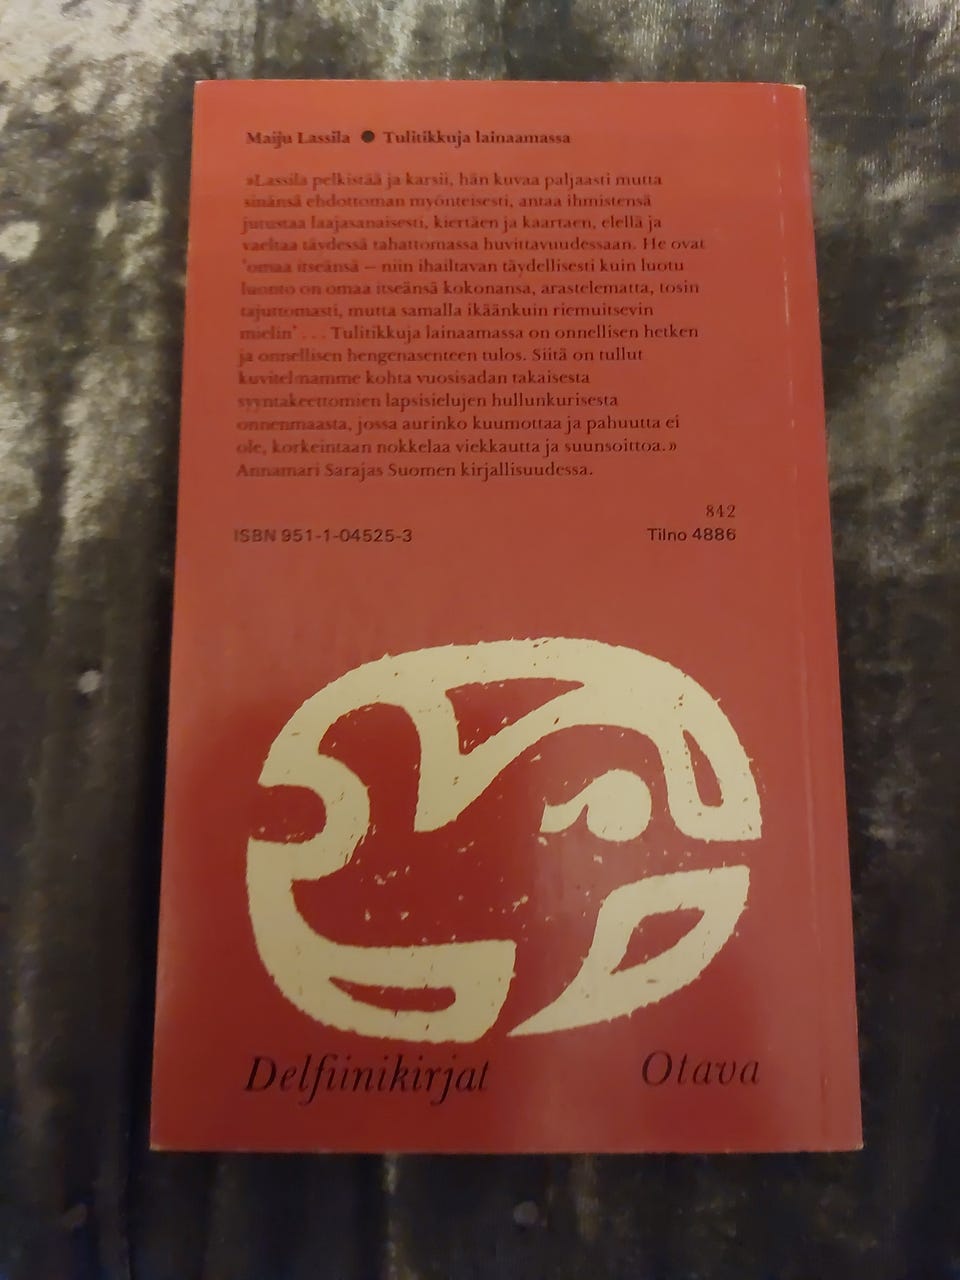 Maiju Lassila ● Tulitikkuja lainaamassa
»Lassila pelkistää ja karsii, hän kuvaa paljaasti mutta
sinänsä ehdottoman myönteisesti, antaa ihmistensä
jutustaa laajasanaisesti, kiertäen ja kaartaen, elellä ja
vaeltaa täydessä tahattomassa huvittavuudessaan. He ovat
'omaa itseänsä — niin ihailtavan täydellisesti kuin luotu
luonto on omaa itseänsä kokonansa, arastelematta, tosin
tajuttomasti, mutta samalla ikäänkuin riemuitsevin
mielin' . . . Tulitikkuja lainaamassa on onnellisen hetken
ja onnellisen hengenasenteen tulos. Siitä on tullut
kuvitelmamme kohta vuosisadan takaisesta
syyntakeettomien lapsisielujen hullunkurisesta
onnenmaasta, jossa aurinko kuumottaa ja pahuutta ei
ole, korkeintaan nokkelaa viekkautta ja suunsoittoa.»
Annamari Sarajas Suomen kirjallisuudessa.
842
ISBN 951-1-04525-3 Tilno 4886
Delfiinikirjat Otava